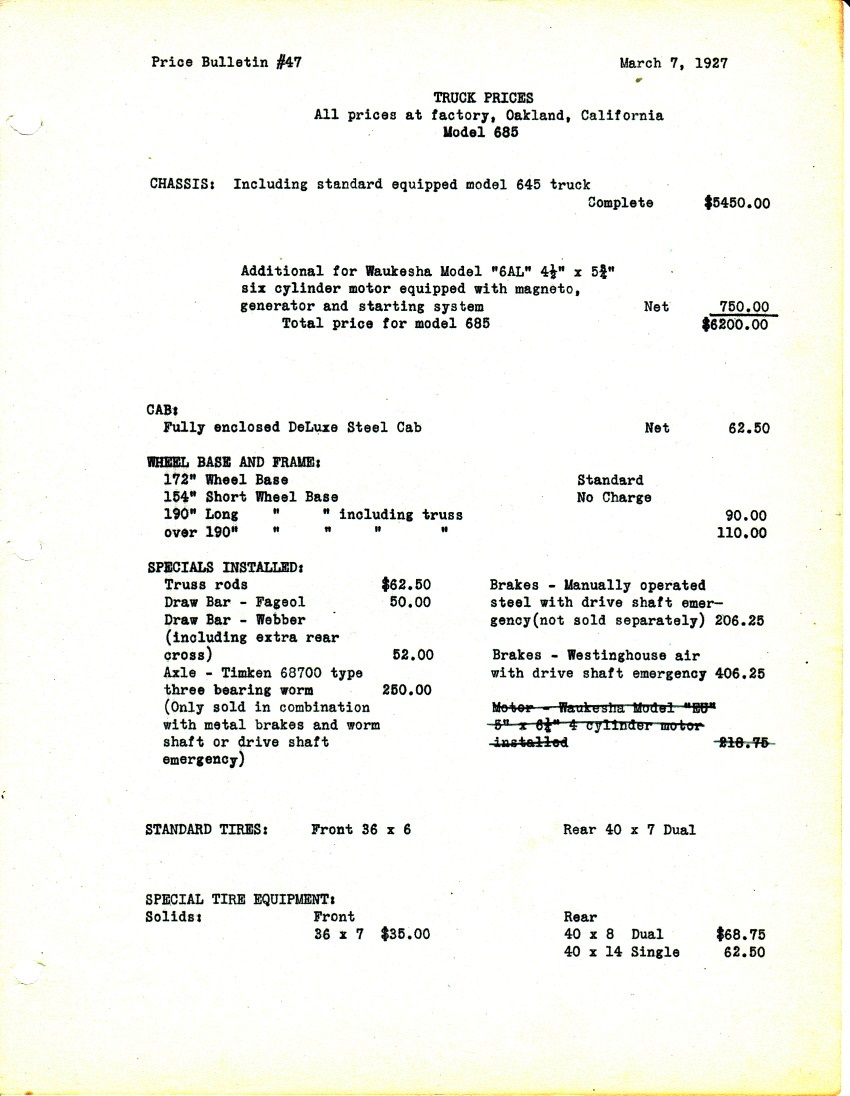 Price Bulletin #47 March 7, 1927
TRUCK PRICES
All prices at factory, Oakland, California
Model 685
CHASSIS: Including standard equipped model 645 truck
Complete $5450.00
Additional for Waukesha Model "6AL" 4½" x 5¾"
six cylinder motor equipped with magneto,
generator and starting system Net 750.00
Total price for model 685 $6200.00
CAB:
Fully enclosed DeLuxe Steel Cab Net 62.50
WHEEL BASE AND FRAME:
172" Wheel Base Standard
154" Short Wheel Base No Charge
190" Long " " including truss 90.00
over 190" " " " " 110.00
SPECIALS INSTALLED:
Truss rods $62.50
Draw Bar - Fageol 50.00
Draw Bar - Webber
(including extra rear
cross) 52.00
Axle - Timken 68700 type
three bearing worm 250.00
(Only sold in combination
with metal brakes and worm
shaft or drive shaft
emergency)
Brakes - Manually operated
steel with drive shaft emer-
gency(not sold separately) 206.25
Brakes - Westinghouse air
with drive shaft emergency 406.25
Motor - Waukesha Model
5" x 6¼" 4 cylinder motor
installed 218.75
STANDARD TIRES: Front 36 x 6 Rear 40 x 7 Dual
SPECIAL TIRE EQUIPMENT:
Solids: Front Rear
36 x 7 $35.00 40 x 8 Dual $68.75
40 x 14 Single 62.50